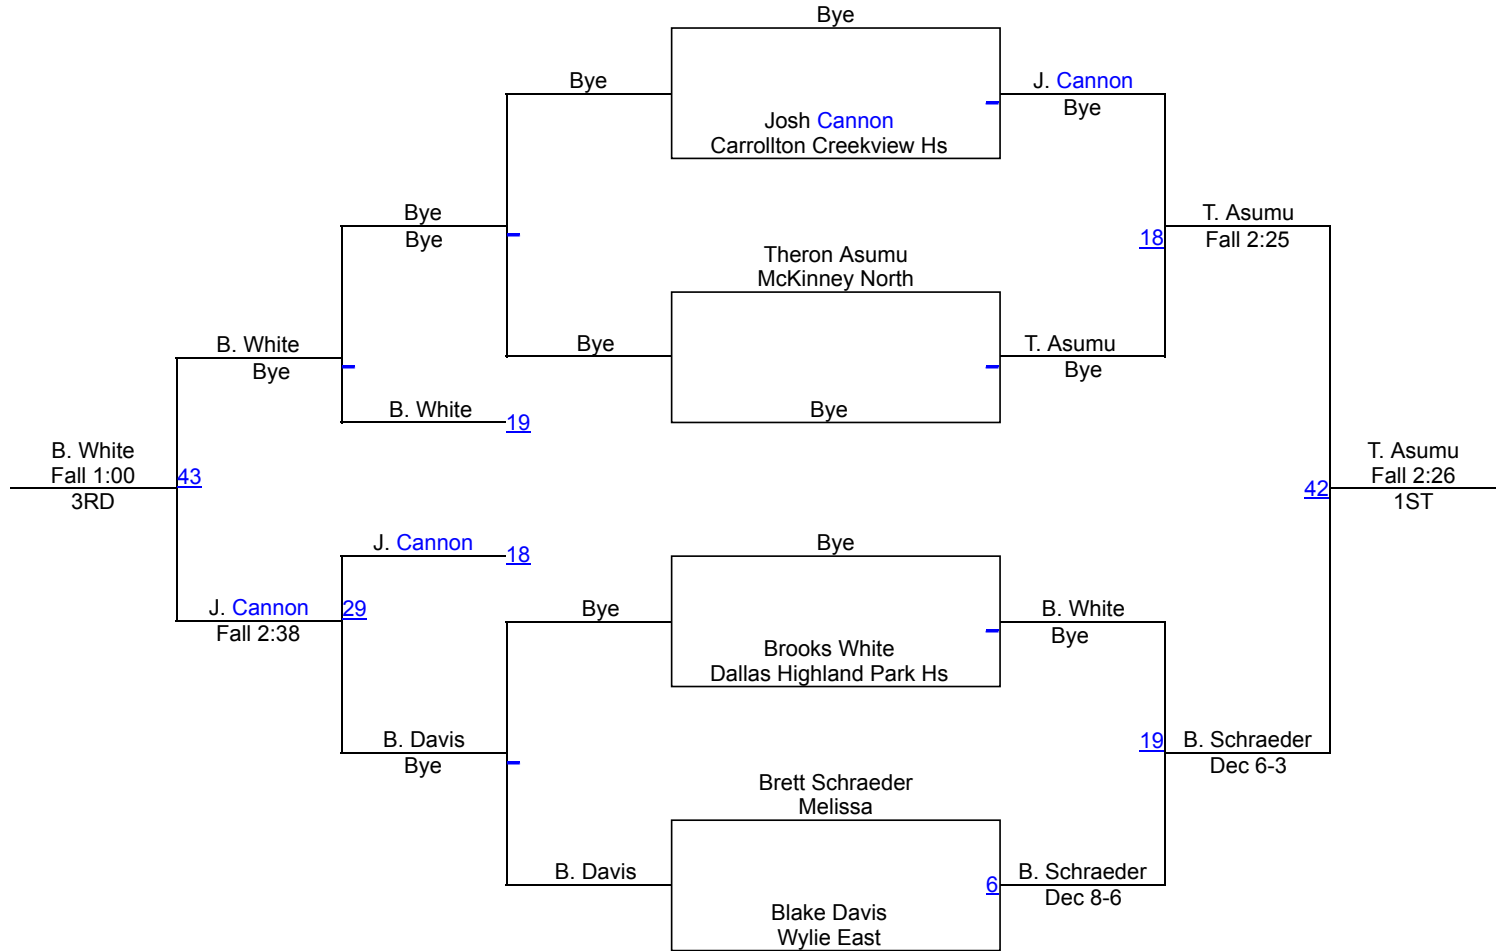 Bye
Bye
J. Cannon
Bye
Josh Cannon
Carrollton Creekview Hs
Bye
Bye
T. Asumu
Fall 2:25
18
Theron Asumu
McKinney North
B. White
Bye
Bye
T. Asumu
Bye
B. White
19
Bye
B. White
Fall 1:00
3RD
43
T. Asumu
Fall 2:26
1ST
42
J. Cannon
18
Bye
J. Cannon
Fall 2:38
29
Bye
B. White
Bye
Brooks White
Dallas Highland Park Hs
B. Davis
Bye
19
B. Schraeder
Dec 6-3
Brett Schraeder
Melissa
B. Davis
6
B. Schraeder
Dec 8-6
Blake Davis
Wylie East